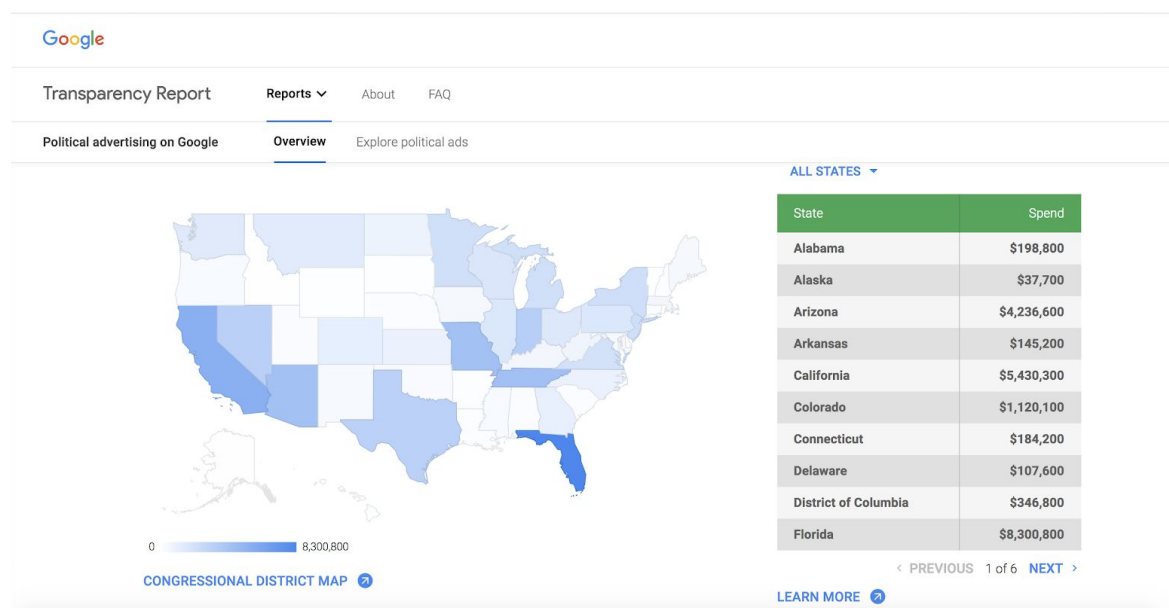 Google
Transparency Report Reports About FAQ
Political advertising on Google Overview Explore political ads
ALL STATES
State Spend
Alabama $198,800
Alaska $37,700
Arizona $4,236,600
Arkansas $145,200
California $5,430,300
Colorado $1,120,100
Connecticut $184,200
Delaware $107,600
District of Columbia $346,800
Florida $8,300,800
0 8,300,800
< PREVIOUS 1 of 6 NEXT >
CONGRESSIONAL DISTRICT MAP
LEARN MORE